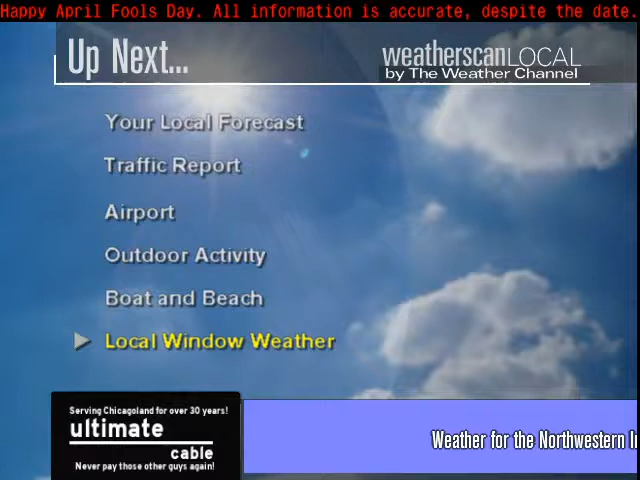 Happy April Fools Day. All information is accurate, despite the date.
Up Next...
weatherscanLOCAL
by The Weather Channel
Your Local Forecast
Traffic Report
Airport
Outdoor Activity
Boat and Beach
Local Window Weather
Serving Chicagoland for over 30 years!
ultimate
cable
Never pay those other guys again!
Weather for the Northwestern